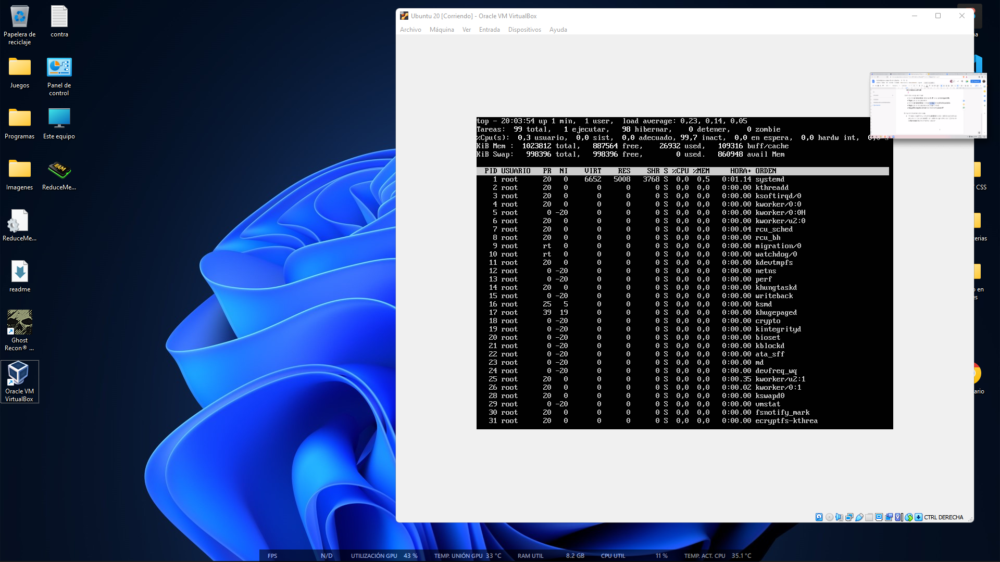 Papelera de
reciclaje
contra
Juegos
Panel de
control
Programas
Este equipo
Imagenes
ReduceMe...
ReduceMe...
readme
Ghost
Recon® ...
Oracle VM
VirtualBox
Ubuntu 20 [Corriendo] - Oracle VM VirtualBox
Archivo Máquina Ver Entrada Dispositivos Ayuda
top - 20:03:54 up 1 min, 1 user, load average: 0,23, 0,14, 0,05
Tareas: 99 total, 1 ejecutar, 98 hibernar, 0 detener, 0 zombie
%Cpu(s): 0,3 usuario, 0,0 sist, 0,0 adecuado, 99,7 inact, 0,0 en espera, 0,0 hardw int, 0,0 s
KiB Mem : 1023812 total, 887564 free, 26932 used, 109316 buff/cache
KiB Swap: 998396 total, 998396 free, 0 used. 860948 avail Mem
PID USUARIO PR NI VIRT RES SHR S %CPU %MEM HORA+ ORDEN
1 root 20 0 6652 5008 3768 S 0,0 0,5 0:01.14 systemd
2 root 20 0 0 0 0 S 0,0 0,0 0:00.00 kthreadd
3 root 20 0 0 0 0 S 0,0 0,0 0:00.00 ksoftirqd/0
4 root 20 0 0 0 0 S 0,0 0,0 0:00.00 kworker/0:0
5 root 0 -20 0 0 0 S 0,0 0,0 0:00.00 kworker/0:0H
6 root 20 0 0 0 0 S 0,0 0,0 0:00.00 kworker/u2:0
7 root 20 0 0 0 0 S 0,0 0,0 0:00.04 rcu_sched
8 root 20 0 0 0 0 S 0,0 0,0 0:00.00 rcu_bh
9 root rt 0 0 0 0 S 0,0 0,0 0:00.00 migration/0
10 root rt 0 0 0 0 S 0,0 0,0 0:00.00 watchdog/0
11 root 20 0 0 0 0 S 0,0 0,0 0:00.00 kdevtmpfs
12 root 0 -20 0 0 0 S 0,0 0,0 0:00.00 netns
13 root 0 -20 0 0 0 S 0,0 0,0 0:00.00 perf
14 root 20 0 0 0 0 S 0,0 0,0 0:00.00 khungtaskd
15 root 0 -20 0 0 0 S 0,0 0,0 0:00.00 writeback
16 root 25 5 0 0 0 S 0,0 0,0 0:00.00 ksmd
17 root 39 19 0 0 0 S 0,0 0,0 0:00.00 khugepaged
18 root 0 -20 0 0 0 S 0,0 0,0 0:00.00 crypto
19 root 0 -20 0 0 0 S 0,0 0,0 0:00.00 kintegrityd
20 root 0 -20 0 0 0 S 0,0 0,0 0:00.00 bioset
21 root 0 -20 0 0 0 S 0,0 0,0 0:00.00 kblockd
22 root 0 -20 0 0 0 S 0,0 0,0 0:00.00 ata_sff
23 root 0 -20 0 0 0 S 0,0 0,0 0:00.00 md
24 root 0 -20 0 0 0 S 0,0 0,0 0:00.00 devfreq_wq
25 root 20 0 0 0 0 S 0,0 0,0 0:00.35 kworker/u2:1
26 root 20 0 0 0 0 S 0,0 0,0 0:00.02 kworker/0:1
28 root 20 0 0 0 0 S 0,0 0,0 0:00.00 kswapd0
29 root 0 -20 0 0 0 S 0,0 0,0 0:00.00 vmstat
30 root 20 0 0 0 0 S 0,0 0,0 0:00.00 fsnotify_mark
31 root 20 0 0 0 0 S 0,0 0,0 0:00.00 ecryptfs-kthrea
CTRL DERECHA
CSS
FPS N/D UTILIZACIÓN GPU 43 % TEMP. UNIÓN GPU 33 °C RAM UTIL 8.2 GB CPU UTIL 11 % TEMP. ACT. CPU 35.1 °C